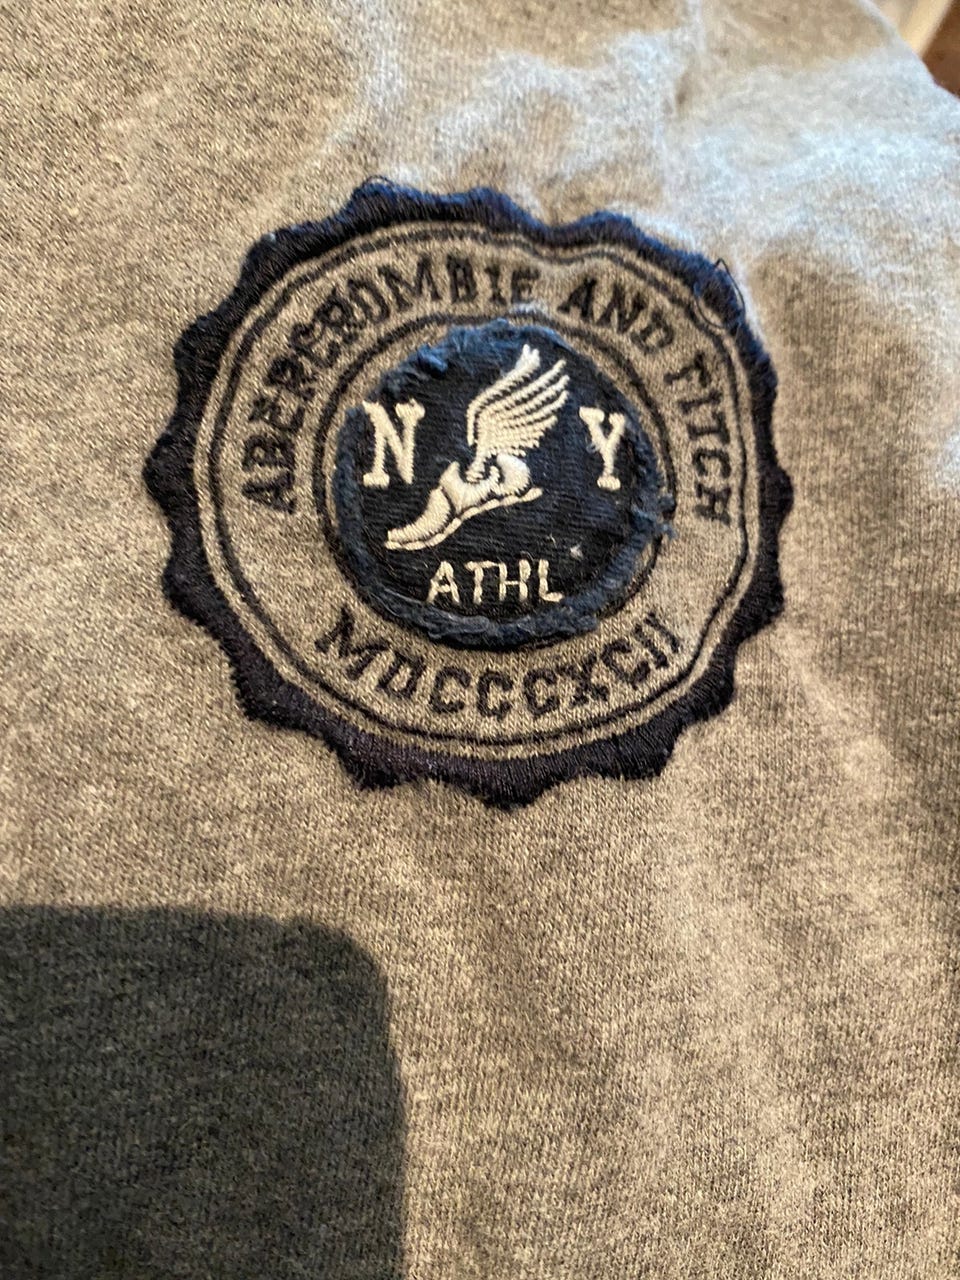 ABERCROMBIE AND FITCH
N Y
ATHL
MDCCCXCII